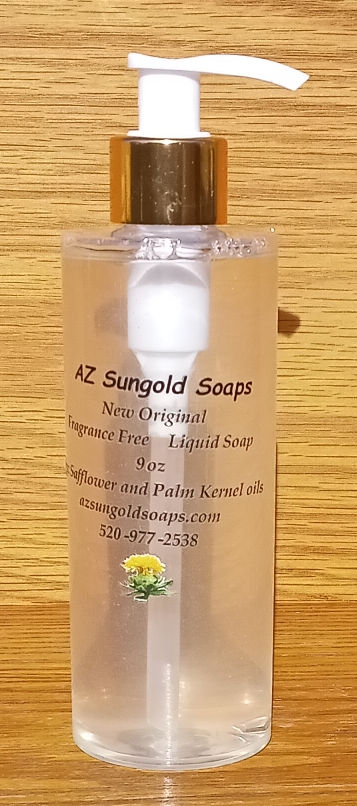 AZ Sungold Soaps
New Original
Fragrance Free Liquid Soap
9oz
Safflower and Palm Kernel oils
azsungoldsoaps.com
520-977-2538